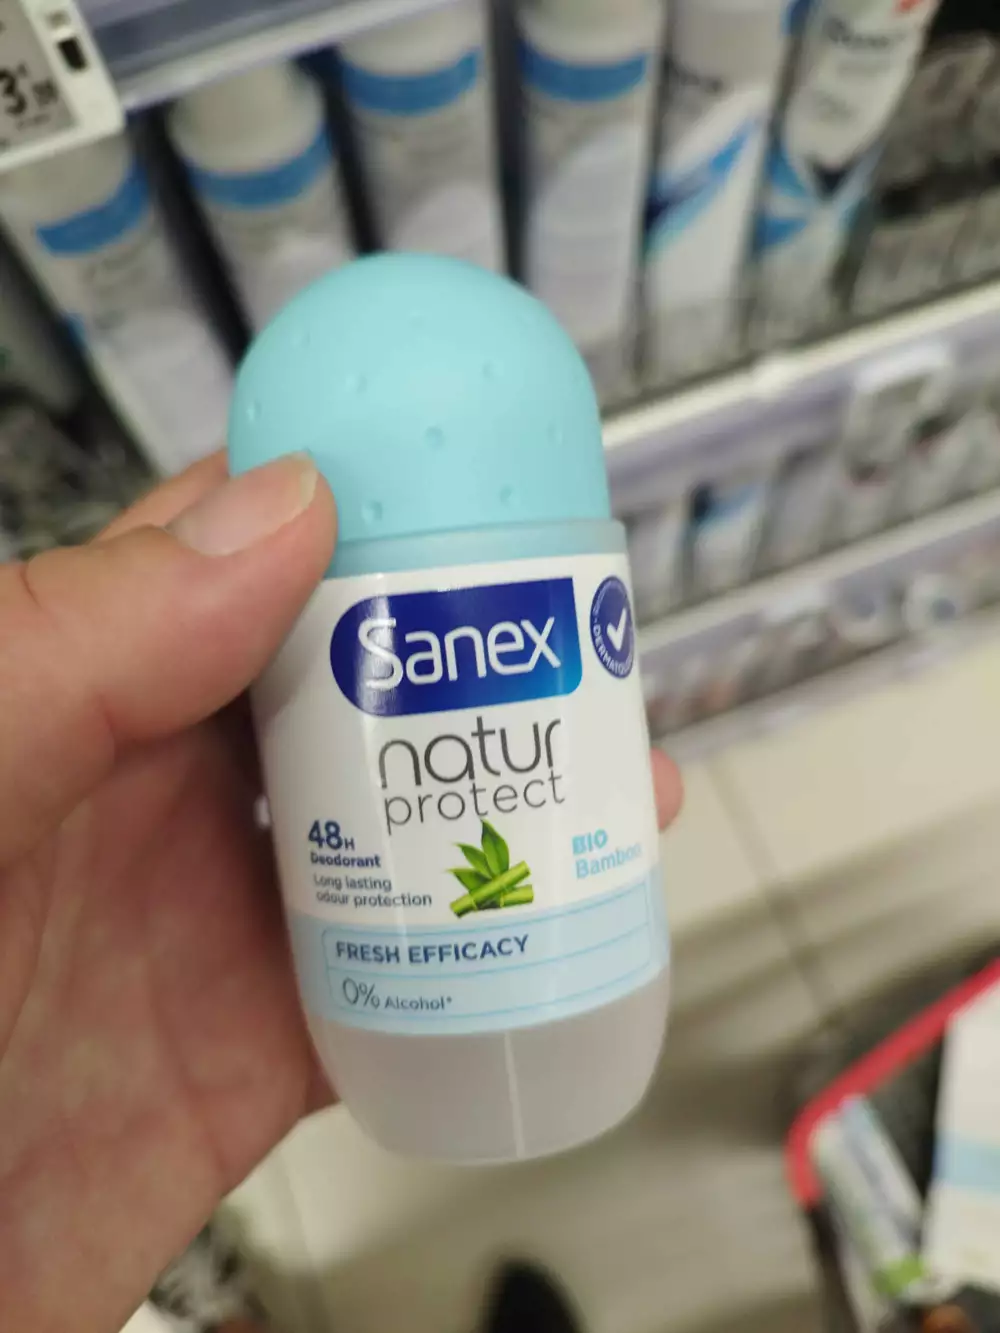 Sanex
natur
protect
48H
Deodorant
Long lasting
odour protection
BIO
Bamboo
FRESH EFFICACY
0% Alcohol*